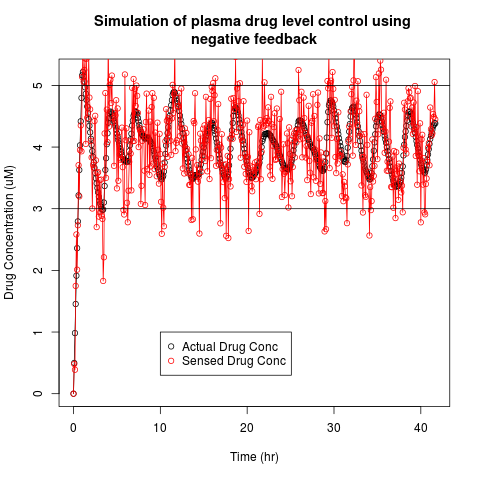 Simulation of plasma drug level control using
negative feedback
Drug Concentration (uM)
5
4
3
2
1
0
Actual Drug Conc
Sensed Drug Conc
0 10 20 30 40
Time (hr)